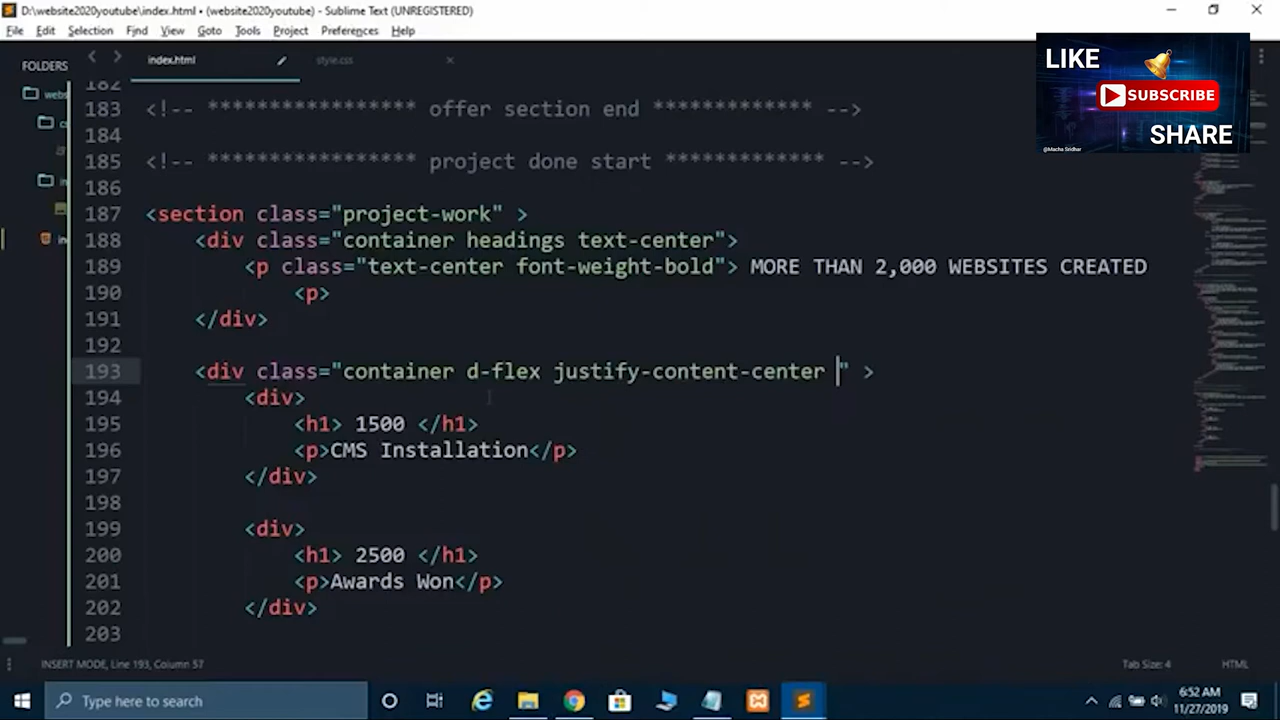 D:\website2020youtube\index.html • (website2020youtube) - Sublime Text (UNREGISTERED)
File Edit Selection Find View Goto Tools Project Preferences Help
FOLDERS
index.html
style.css
LIKE
SUBSCRIBE
SHARE
@Macha Sridhar
webs
182
183 <!-- ***************** offer section end ************* -->
184
185 <!-- ***************** project done start ************* -->
186
187 <section class="project-work" >
188 <div class="container headings text-center">
189 <p class="text-center font-weight-bold"> MORE THAN 2,000 WEBSITES CREATED
190 <p>
191 </div>
192
193 <div class="container d-flex justify-content-center " >
194 <div>
195 <h1> 1500 </h1>
196 <p>CMS Installation</p>
197 </div>
198
199 <div>
200 <h1> 2500 </h1>
201 <p>Awards Won</p>
202 </div>
203
INSERT MODE, Line 193, Column 57
Tab Size: 4
HTML
Type here to search
6:52 AM
11/27/2019